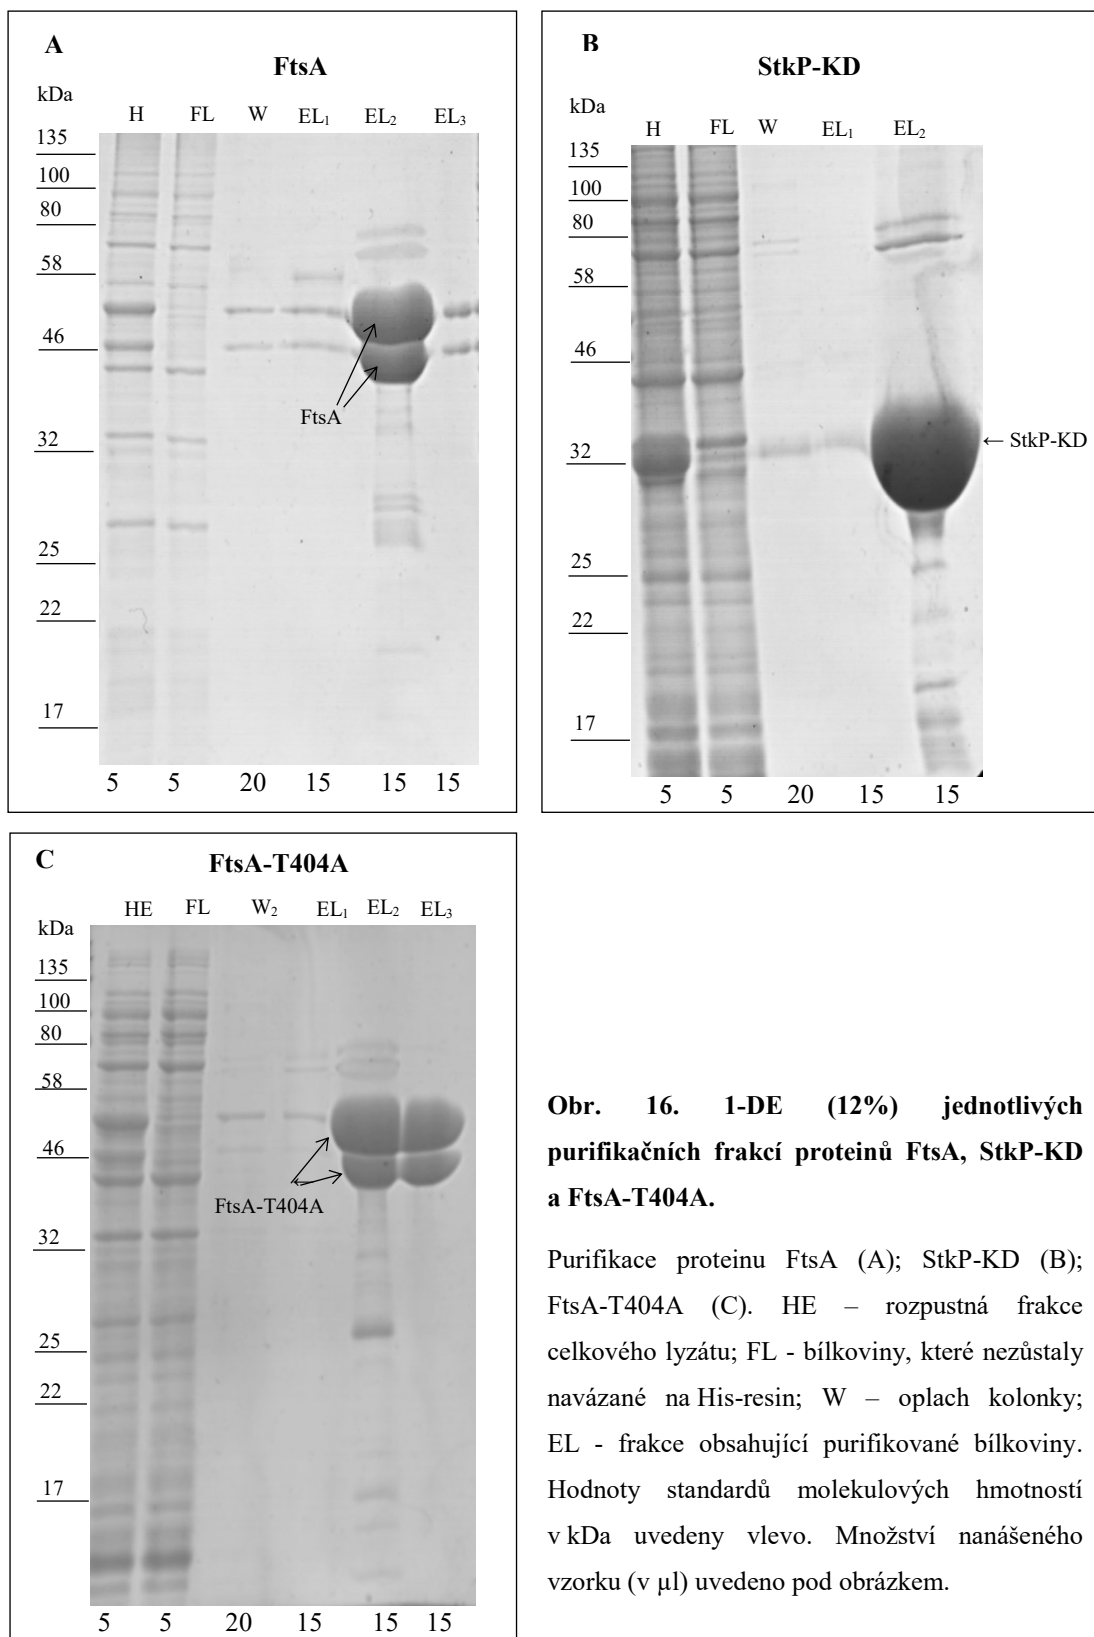 A
FtsA
kDa
H FL W EL₁ EL₂ EL₃
135
100
80
58
46
FtsA
32
25
22
17
5 5 20 15 15 15
B
StkP-KD
kDa
H FL W EL₁ EL₂
135
100
80
58
46
← StkP-KD
32
25
22
17
5 5 20 15 15
C
FtsA-T404A
HE FL W₂ EL₁ EL₂ EL₃
kDa
135
100
80
58
46
FtsA-T404A
32
25
22
17
5 5 20 15 15 15
Obr. 16. 1-DE (12%) jednotlivých
purifikačních frakcí proteinů FtsA, StkP-KD
a FtsA-T404A.
Purifikace proteinu FtsA (A); StkP-KD (B);
FtsA-T404A (C). HE – rozpustná frakce
celkového lyzátu; FL - bílkoviny, které nezůstaly
navázané na His-resin; W – oplach kolonky;
EL - frakce obsahující purifikované bílkoviny.
Hodnoty standardů molekulových hmotností
v kDa uvedeny vlevo. Množství nanášeného
vzorku (v µl) uvedeno pod obrázkem.